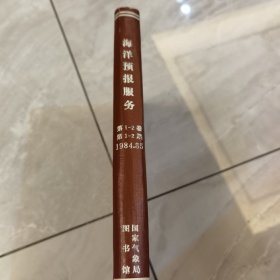 海洋预报服务
第1-2卷
第1-2期
1984.85
国家气象局
图书馆